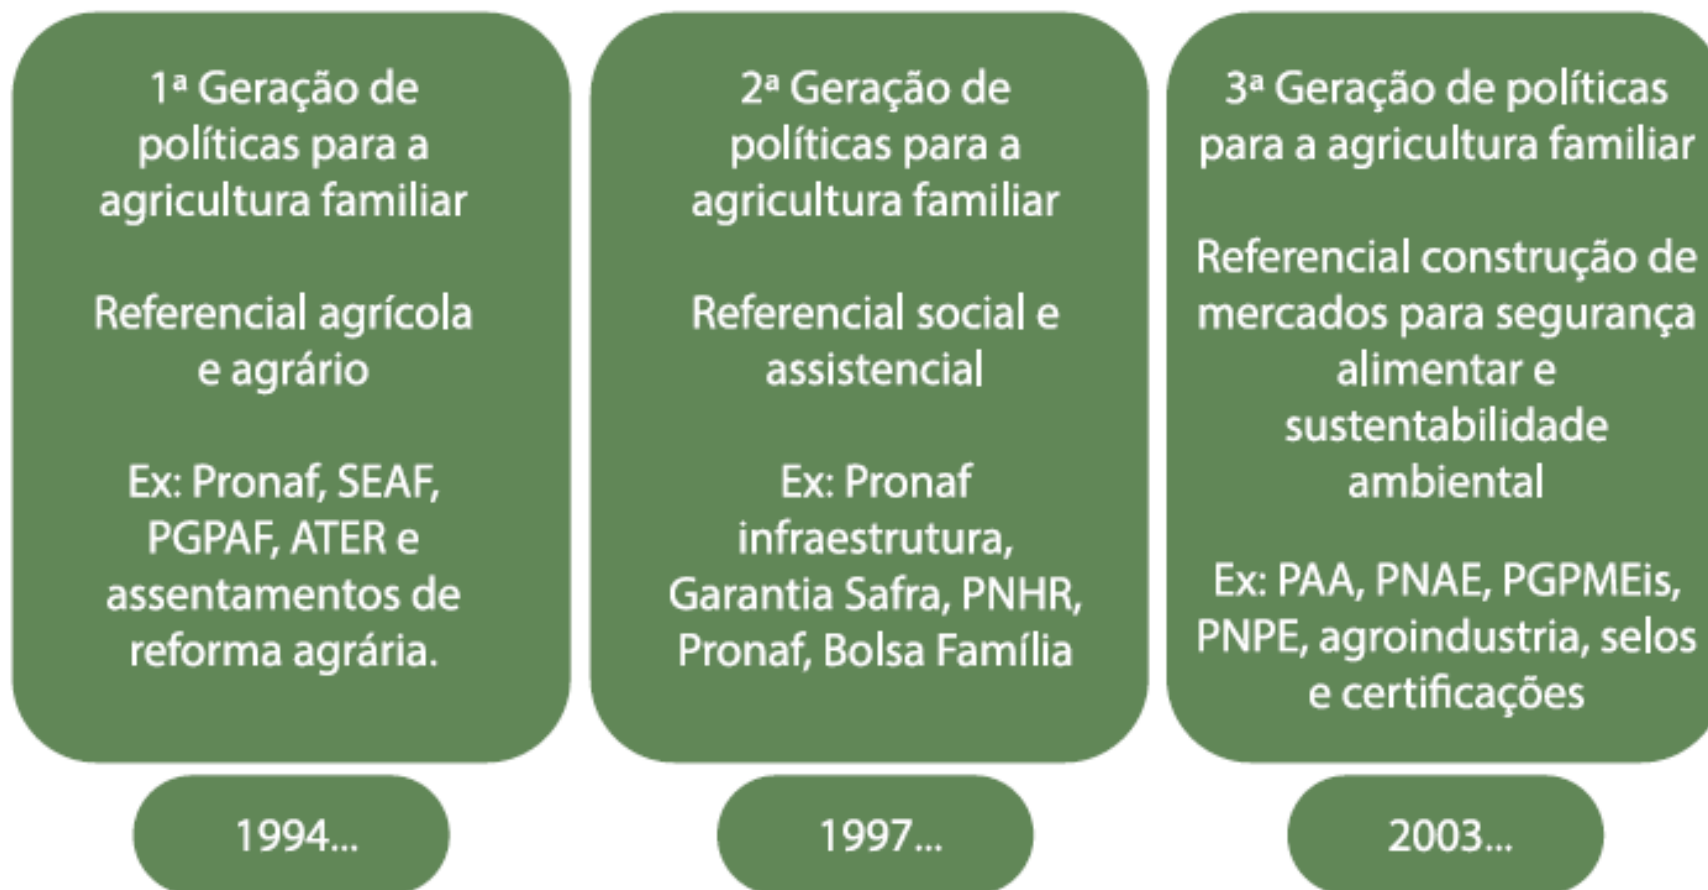 1ª Geração de
políticas para a
agricultura familiar
Referencial agrícola
e agrário
Ex: Pronaf, SEAF,
PGPAF, ATER e
assentamentos de
reforma agrária.
1994...
2ª Geração de
políticas para a
agricultura familiar
Referencial social e
assistencial
Ex: Pronaf
infraestrutura,
Garantia Safra, PNHR,
Pronaf, Bolsa Família
1997...
3ª Geração de políticas
para a agricultura familiar
Referencial construção de
mercados para segurança
alimentar e
sustentabilidade
ambiental
Ex: PAA, PNAE, PGPMEis,
PNPE, agroindustria, selos
e certificações
2003...